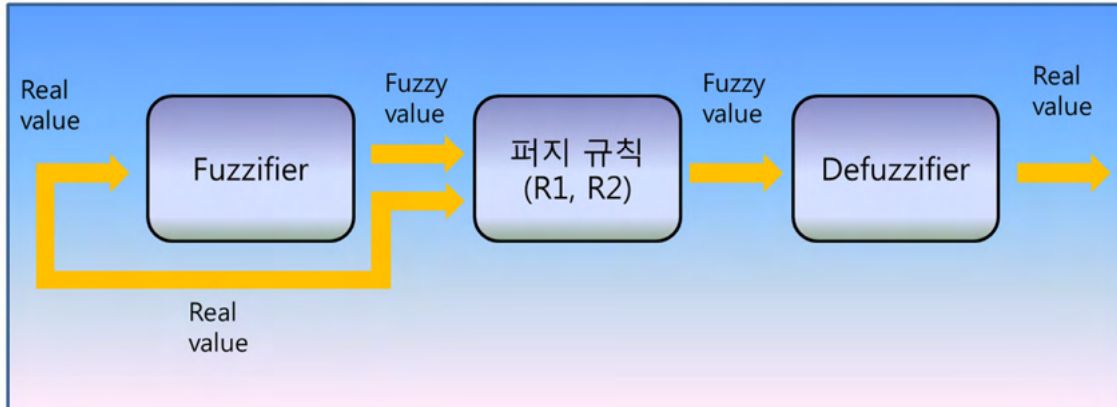 Real
value
Fuzzifier
Fuzzy
value
퍼지 규칙
(R1, R2)
Fuzzy
value
Defuzzifier
Real
value
Real
value